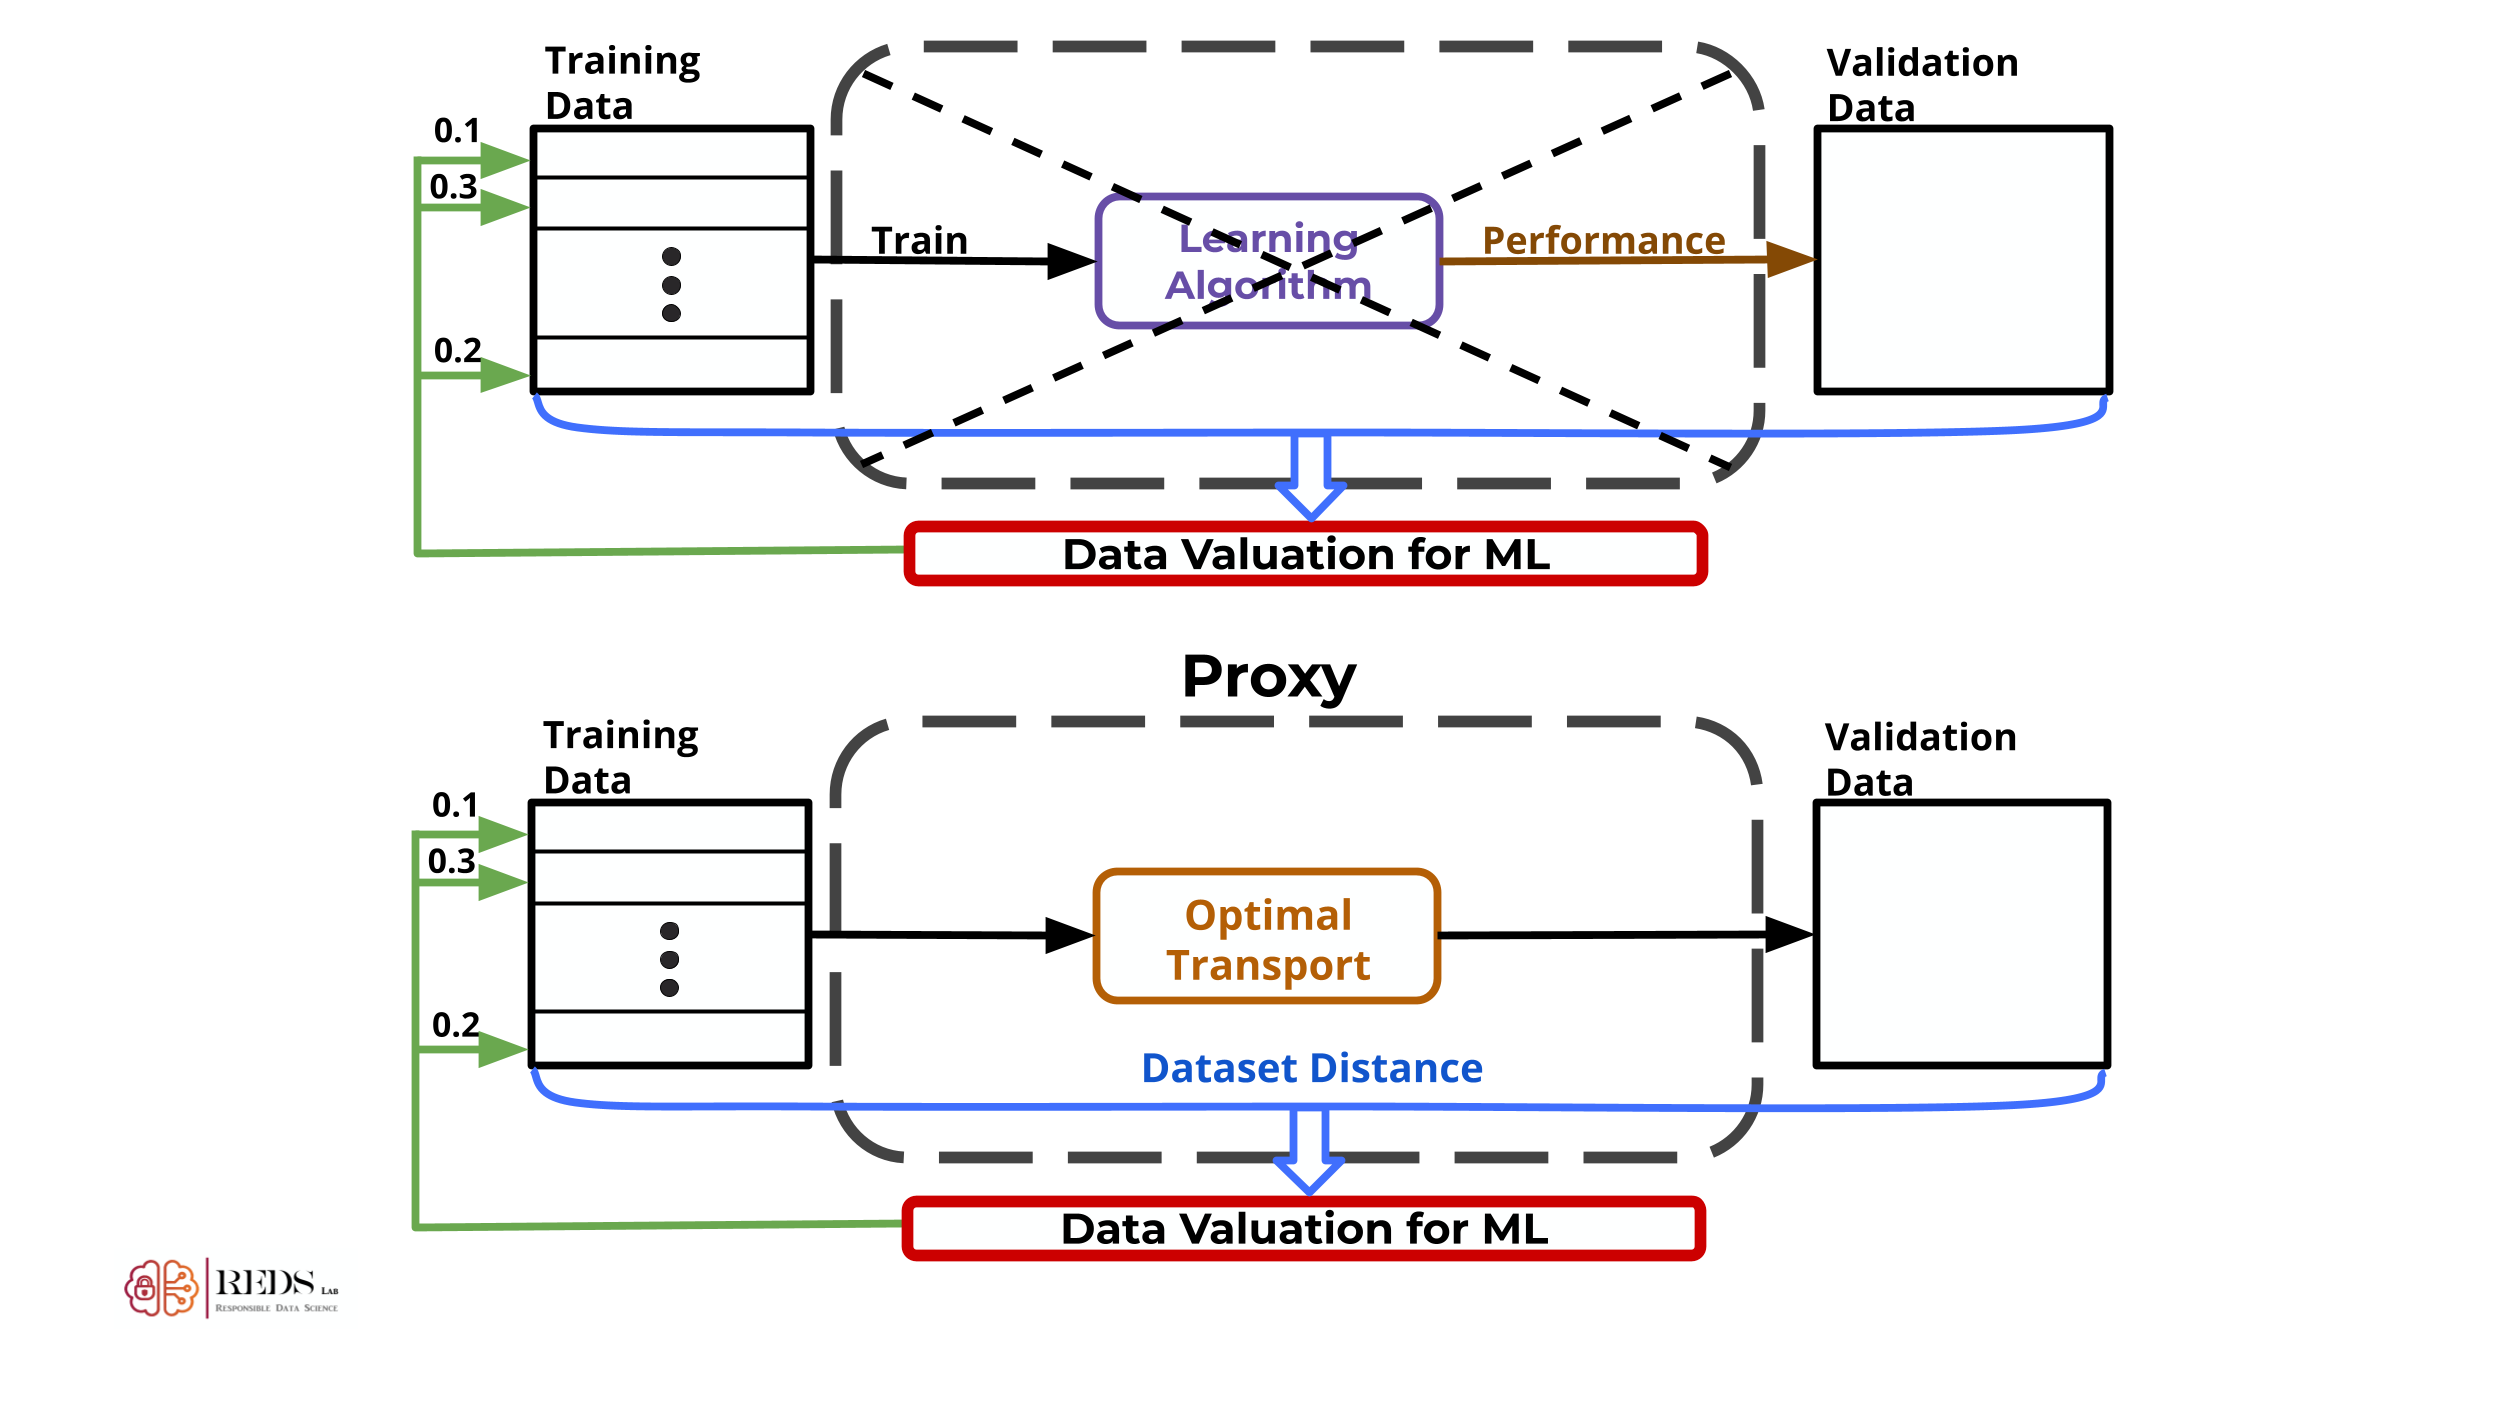 Training
Data
Validation
Data
0.1
0.3
0.2
Train
Learning
Algorithm
Performance
Data Valuation for ML
Proxy
Training
Data
Validation
Data
0.1
0.3
0.2
Optimal
Transport
Dataset Distance
Data Valuation for ML
REDS LAB
RESPONSIBLE DATA SCIENCE